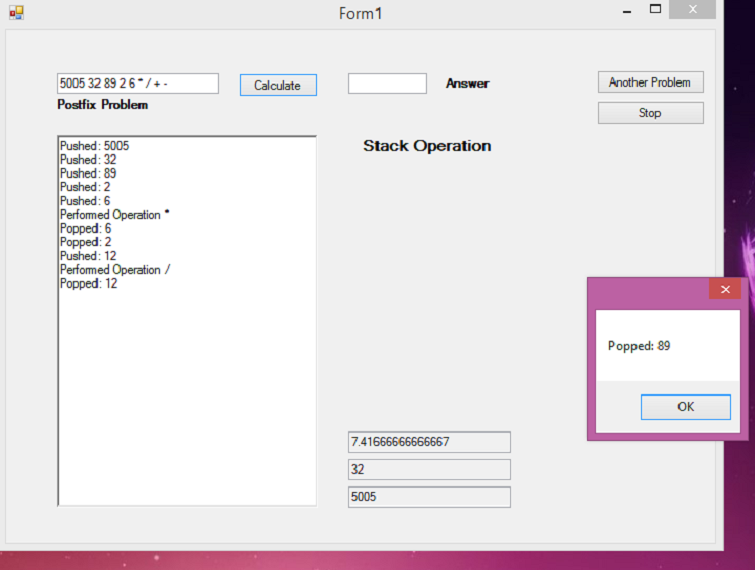 Form1
5005 32 89 2 6 * / + -
Calculate
Answer
Another Problem
Postfix Problem
Stop
Stack Operation
Pushed: 5005
Pushed: 32
Pushed: 89
Pushed: 2
Pushed: 6
Performed Operation *
Popped: 6
Popped: 2
Pushed: 12
Performed Operation /
Popped: 12
Popped: 89
OK
7.41666666666667
32
5005